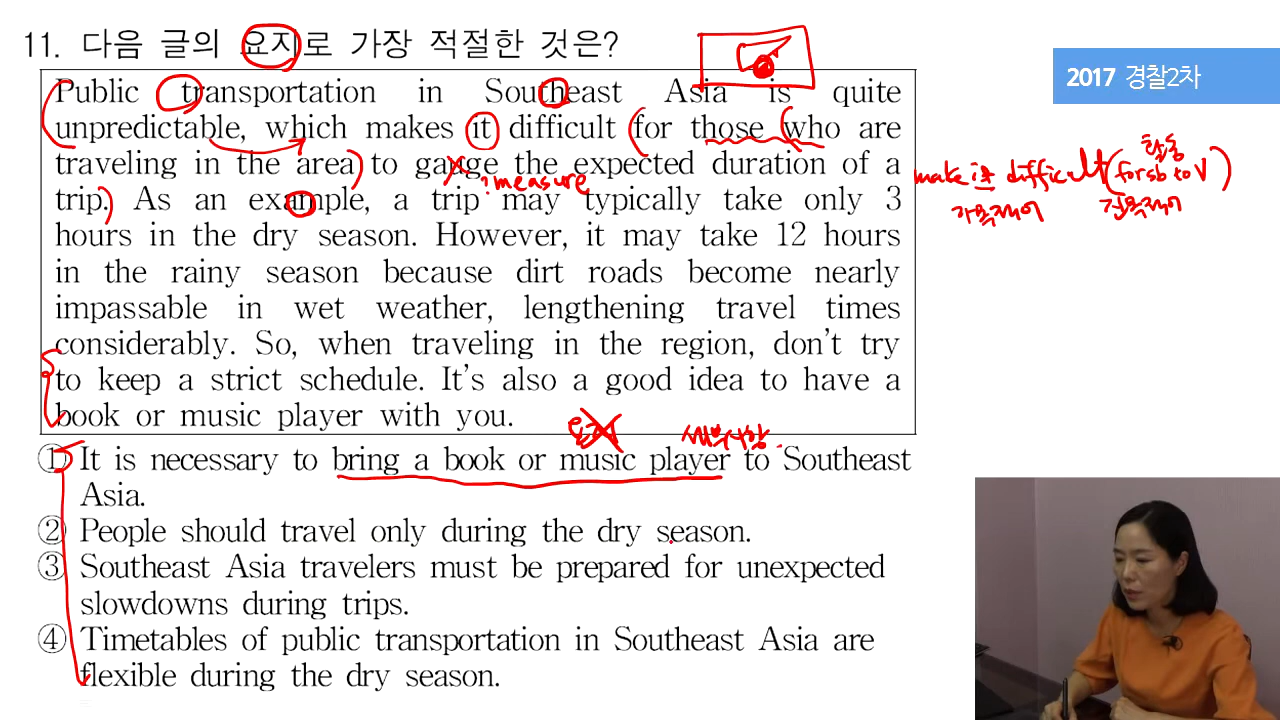 11. 다음 글의 요지로 가장 적절한 것은?
2017 경찰2차
Public transportation in Southeast Asia is quite
unpredictable, which makes it difficult for those who are
traveling in the area to gauge the expected duration of a
: measure
trip. As an example, a trip may typically take only 3
hours in the dry season. However, it may take 12 hours
in the rainy season because dirt roads become nearly
impassable in wet weather, lengthening travel times
considerably. So, when traveling in the region, don't try
to keep a strict schedule. It's also a good idea to have a
book or music player with you.
make it difficult (for sb to V)
가목적어
진목적어
요지
세부사항.
① It is necessary to bring a book or music player to Southeast
Asia.
② People should travel only during the dry season.
③ Southeast Asia travelers must be prepared for unexpected
slowdowns during trips.
④ Timetables of public transportation in Southeast Asia are
flexible during the dry season.